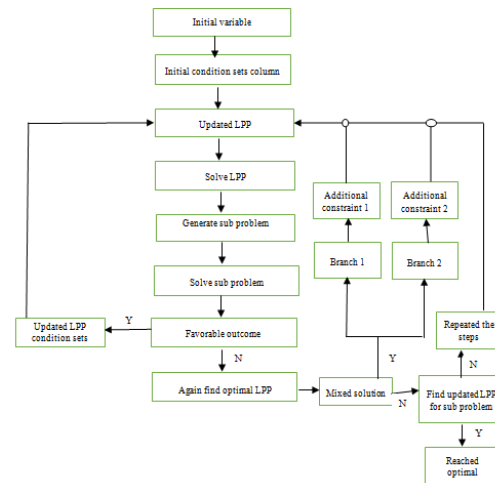 Initial variable
Initial condition sets column
Updated LPP
Solve LPP
Additional
constraint 1
Additional
constraint 2
Generate sub problem
Branch 1
Branch 2
Solve sub problem
Y
Updated LPP
condition sets
Favorable outcome
Repeated the
steps
N
Y
N
Again find optimal LPP
Mixed solution
N
Find updated LPP
for sub problem
Y
Reached
optimal